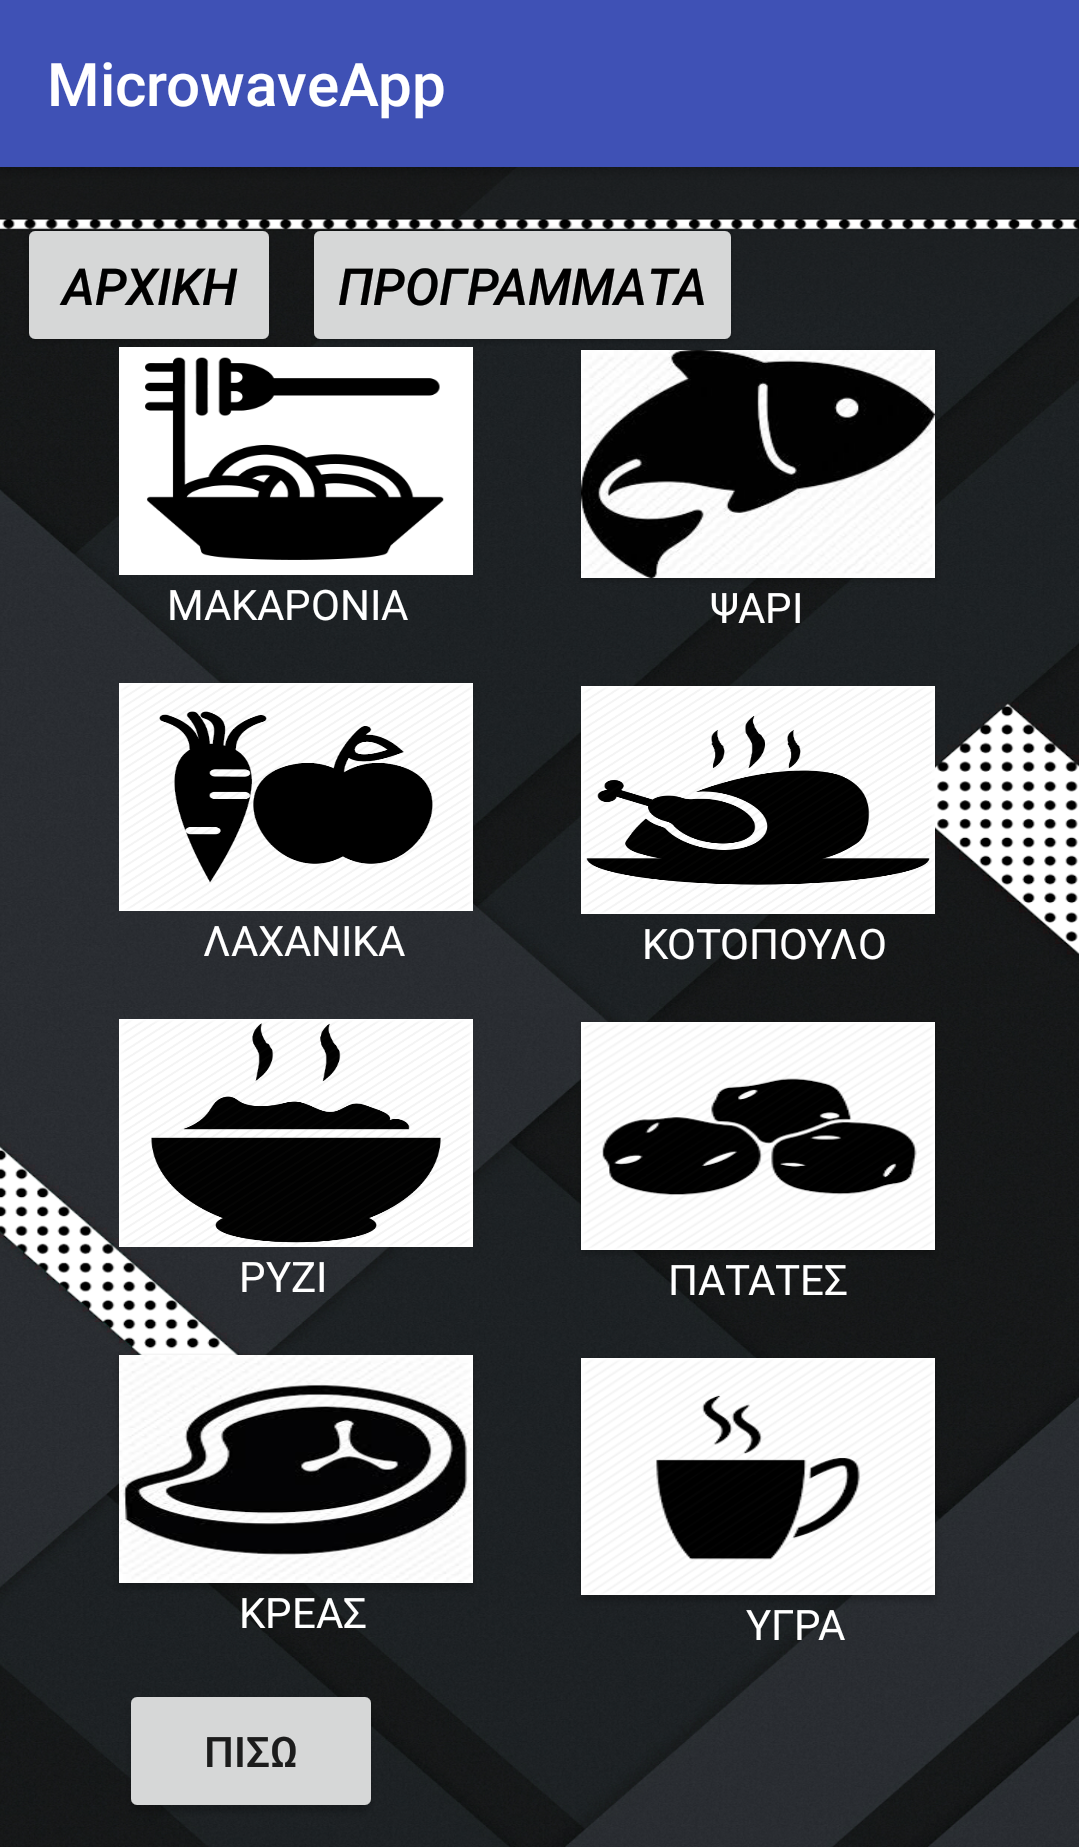 MicrowaveApp
ΑΡΧΙΚΗ ΠΡΟΓΡΑΜΜΑΤΑ
ΜΑΚΑΡΟΝΙΑ ΨΑΡΙ
ΛΑΧΑΝΙΚΑ ΚΟΤΟΠΟΥΛΟ
ΡΥΖΙ ΠΑΤΑΤΕΣ
ΚΡΕΑΣ ΥΓΡΑ
ΠΙΣΩ